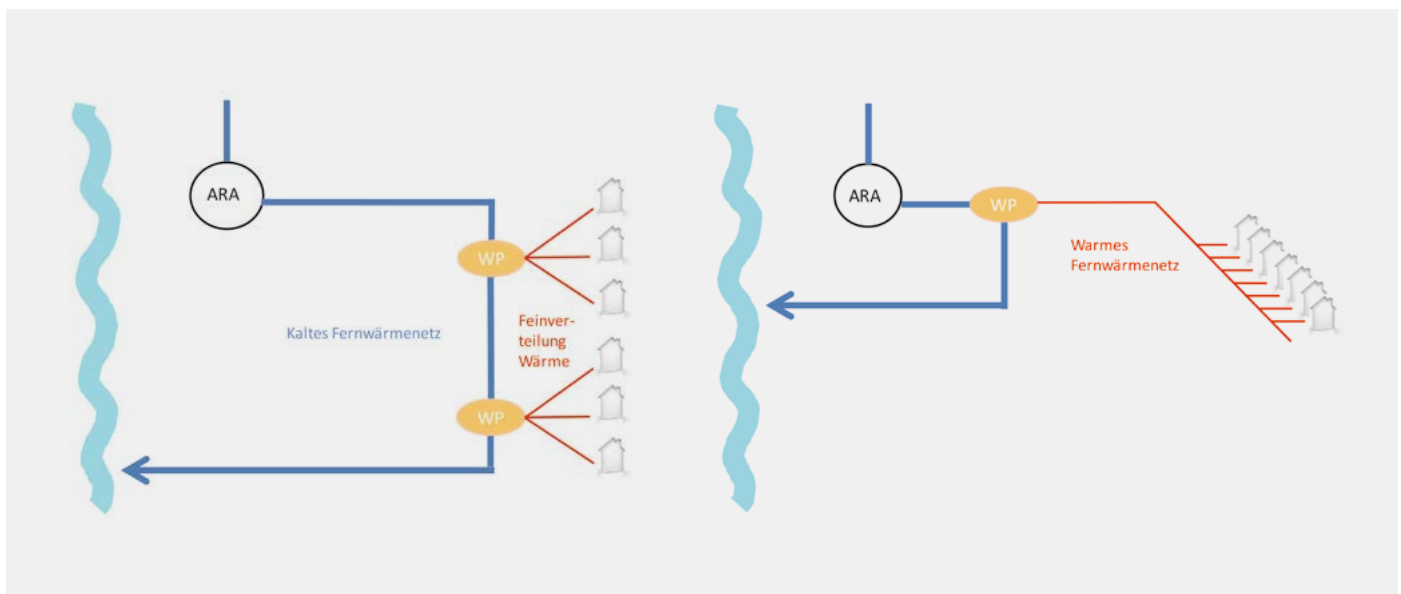 ARA
WP
Kaltes Fernwärmenetz
Feinver-
teilung
Wärme
WP
ARA
WP
Warmes
Fernwärmenetz